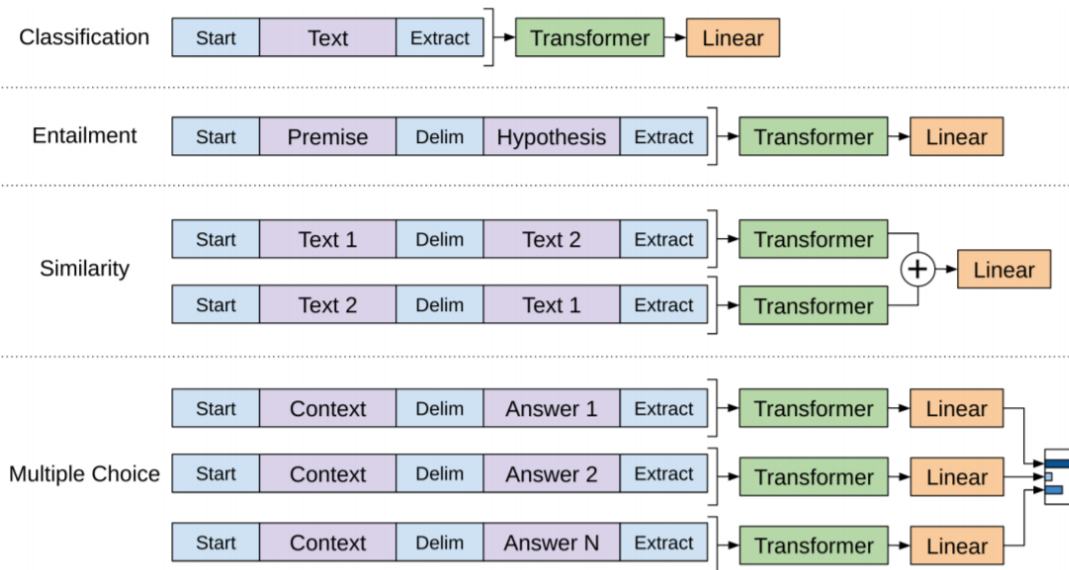 Classification Start Text Extract Transformer Linear
Entailment Start Premise Delim Hypothesis Extract Transformer Linear
Start Text 1 Delim Text 2 Extract Transformer
Similarity + Linear
Start Text 2 Delim Text 1 Extract Transformer
Start Context Delim Answer 1 Extract Transformer Linear
Multiple Choice Start Context Delim Answer 2 Extract Transformer Linear
Start Context Delim Answer N Extract Transformer Linear